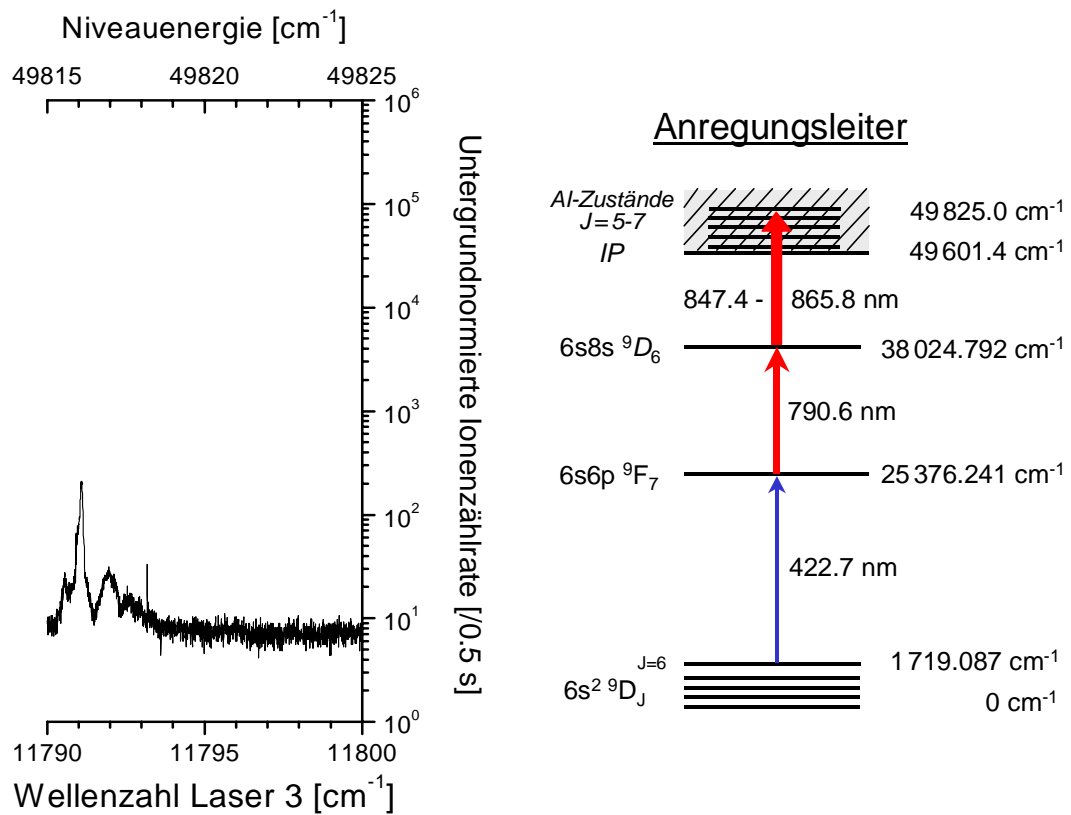 Niveauenergie [cm⁻¹]
49815 49820 49825
10⁶
10⁵
10⁴
10³
10²
10¹
10⁰
Untergrundnormierte Ionenzählrate [/0.5 s]
11790 11795 11800
Wellenzahl Laser 3 [cm⁻¹]
Anregungsleiter
AI-Zustände
J=5-7
IP
49825.0 cm⁻¹
49601.4 cm⁻¹
847.4 - 865.8 nm
6s8s ⁹D₆ 38024.792 cm⁻¹
790.6 nm
6s6p ⁹F₇ 25376.241 cm⁻¹
422.7 nm
J=6 1719.087 cm⁻¹
6s² ⁹D_J 0 cm⁻¹